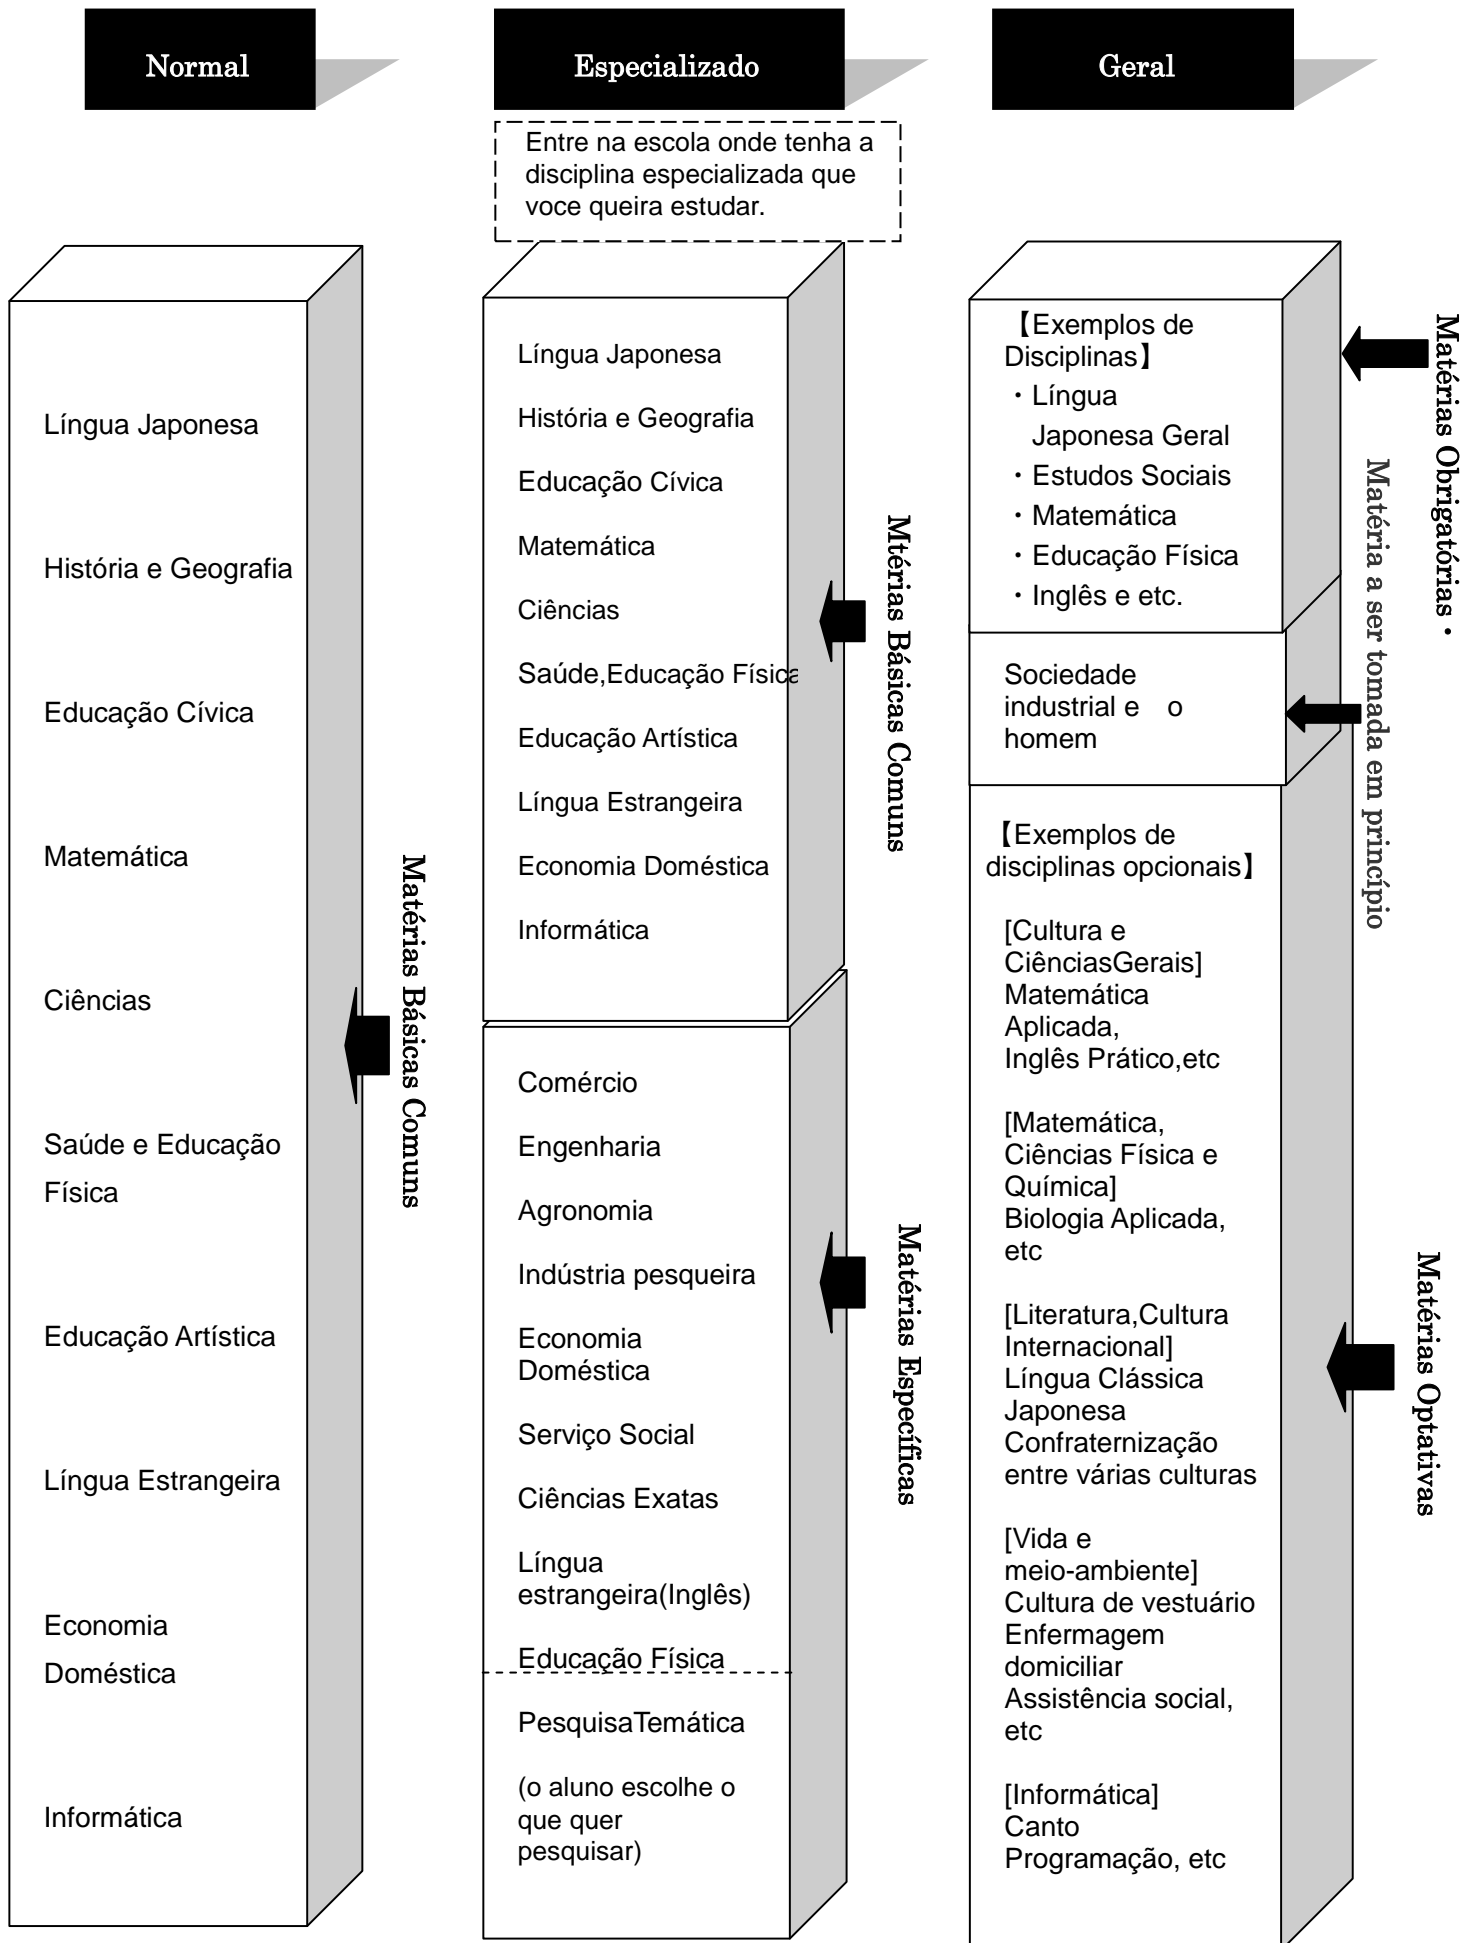 Normal
Especializado
Geral
Entre na escola onde tenha a
disciplina especializada que
voce queira estudar.
Língua Japonesa
História e Geografia
Educação Cívica
Matemática
Ciências
Saúde e Educação
Física
Educação Artística
Língua Estrangeira
Economia
Doméstica
Informática
Matérias Básicas Comuns
Língua Japonesa
História e Geografia
Educação Cívica
Matemática
Ciências
Saúde,Educação Física
Educação Artística
Língua Estrangeira
Economia Doméstica
Informática
Mtérias Básicas Comuns
Comércio
Engenharia
Agronomia
Indústria pesqueira
Economia
Doméstica
Serviço Social
Ciências Exatas
Língua
estrangeira(Inglês)
Educação Física
PesquisaTemática
(o aluno escolhe o
que quer
pesquisar)
Matérias Específicas
【Exemplos de
Disciplinas】
・Língua
Japonesa Geral
・Estudos Sociais
・Matemática
・Educação Física
・Inglês e etc.
Matérias Obrigatórias・
Sociedade
industrial e o
homem
Matéria a ser tomada em princípio
【Exemplos de
disciplinas opcionais】
[Cultura e
CiênciasGerais]
Matemática
Aplicada,
Inglês Prático,etc
[Matemática,
Ciências Física e
Química]
Biologia Aplicada,
etc
[Literatura,Cultura
Internacional]
Língua Clássica
Japonesa
Confraternização
entre várias culturas
[Vida e
meio-ambiente]
Cultura de vestuário
Enfermagem
domiciliar
Assistência social,
etc
[Informática]
Canto
Programação, etc
Matérias Optativas